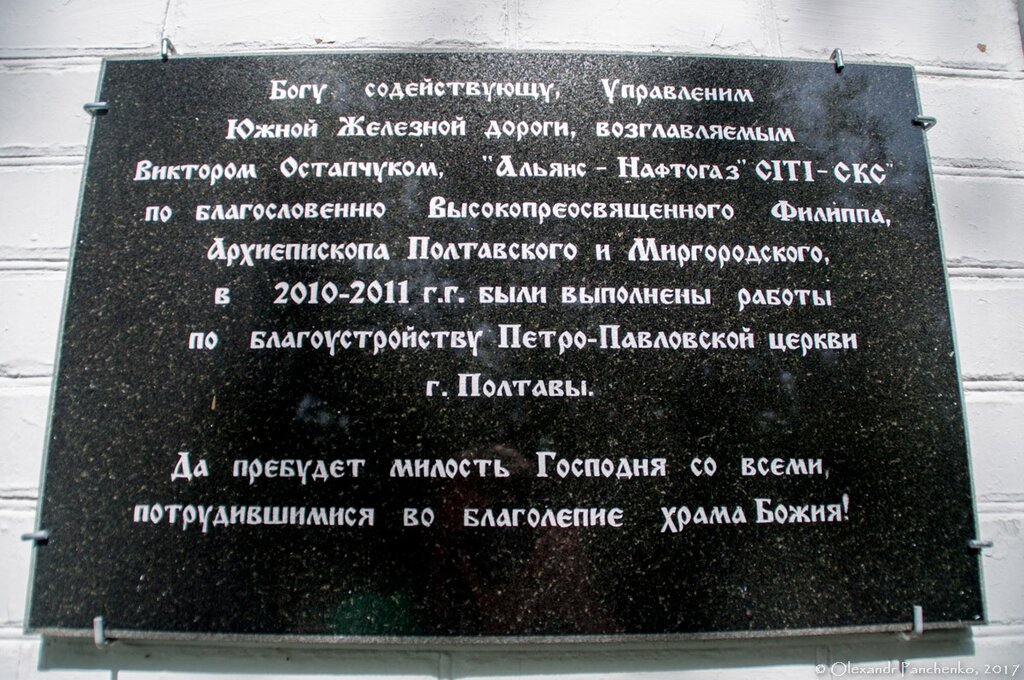 Богу содействующу, Управленим
Южной Железной дороги, возглавляемым
Виктором Остапчуком, "Альянс - Нафтогаз" СІТІ-СКС"
по благословенню Высокопреосвященного Филиппа,
Архиепископа Полтавского и Миргородского,
в 2010-2011 г.г. были выполнены работы
по благоустройству Петро-Павловской церкви
г. Полтавы.
Да пребудет милость Господня со всеми,
потрудившимися во благолепие храма Божия!
© Olexandr Panchenko, 2017